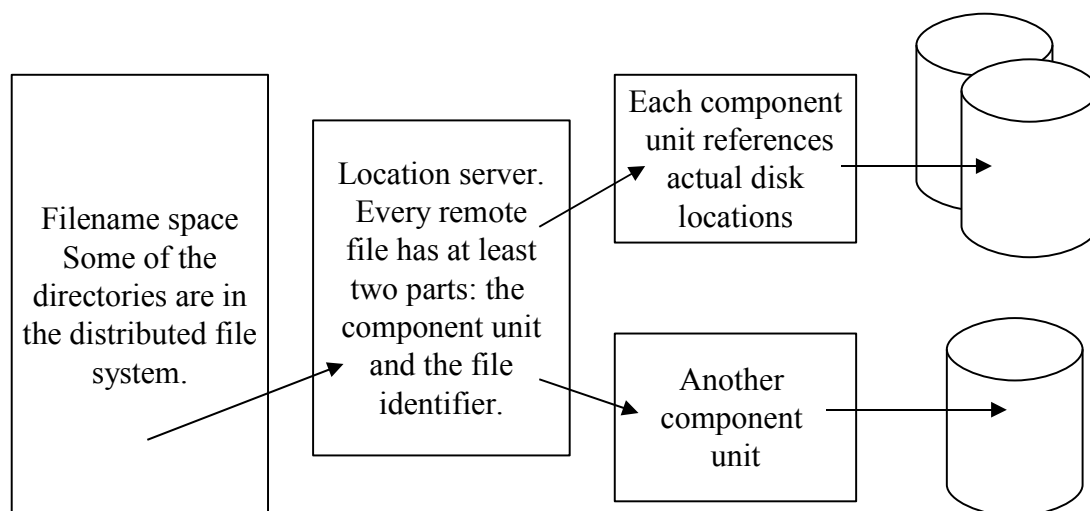 Filename space
Some of the
directories are in
the distributed file
system.
Location server.
Every remote
file has at least
two parts: the
component unit
and the file
identifier.
Each component
unit references
actual disk
locations
Another
component
unit